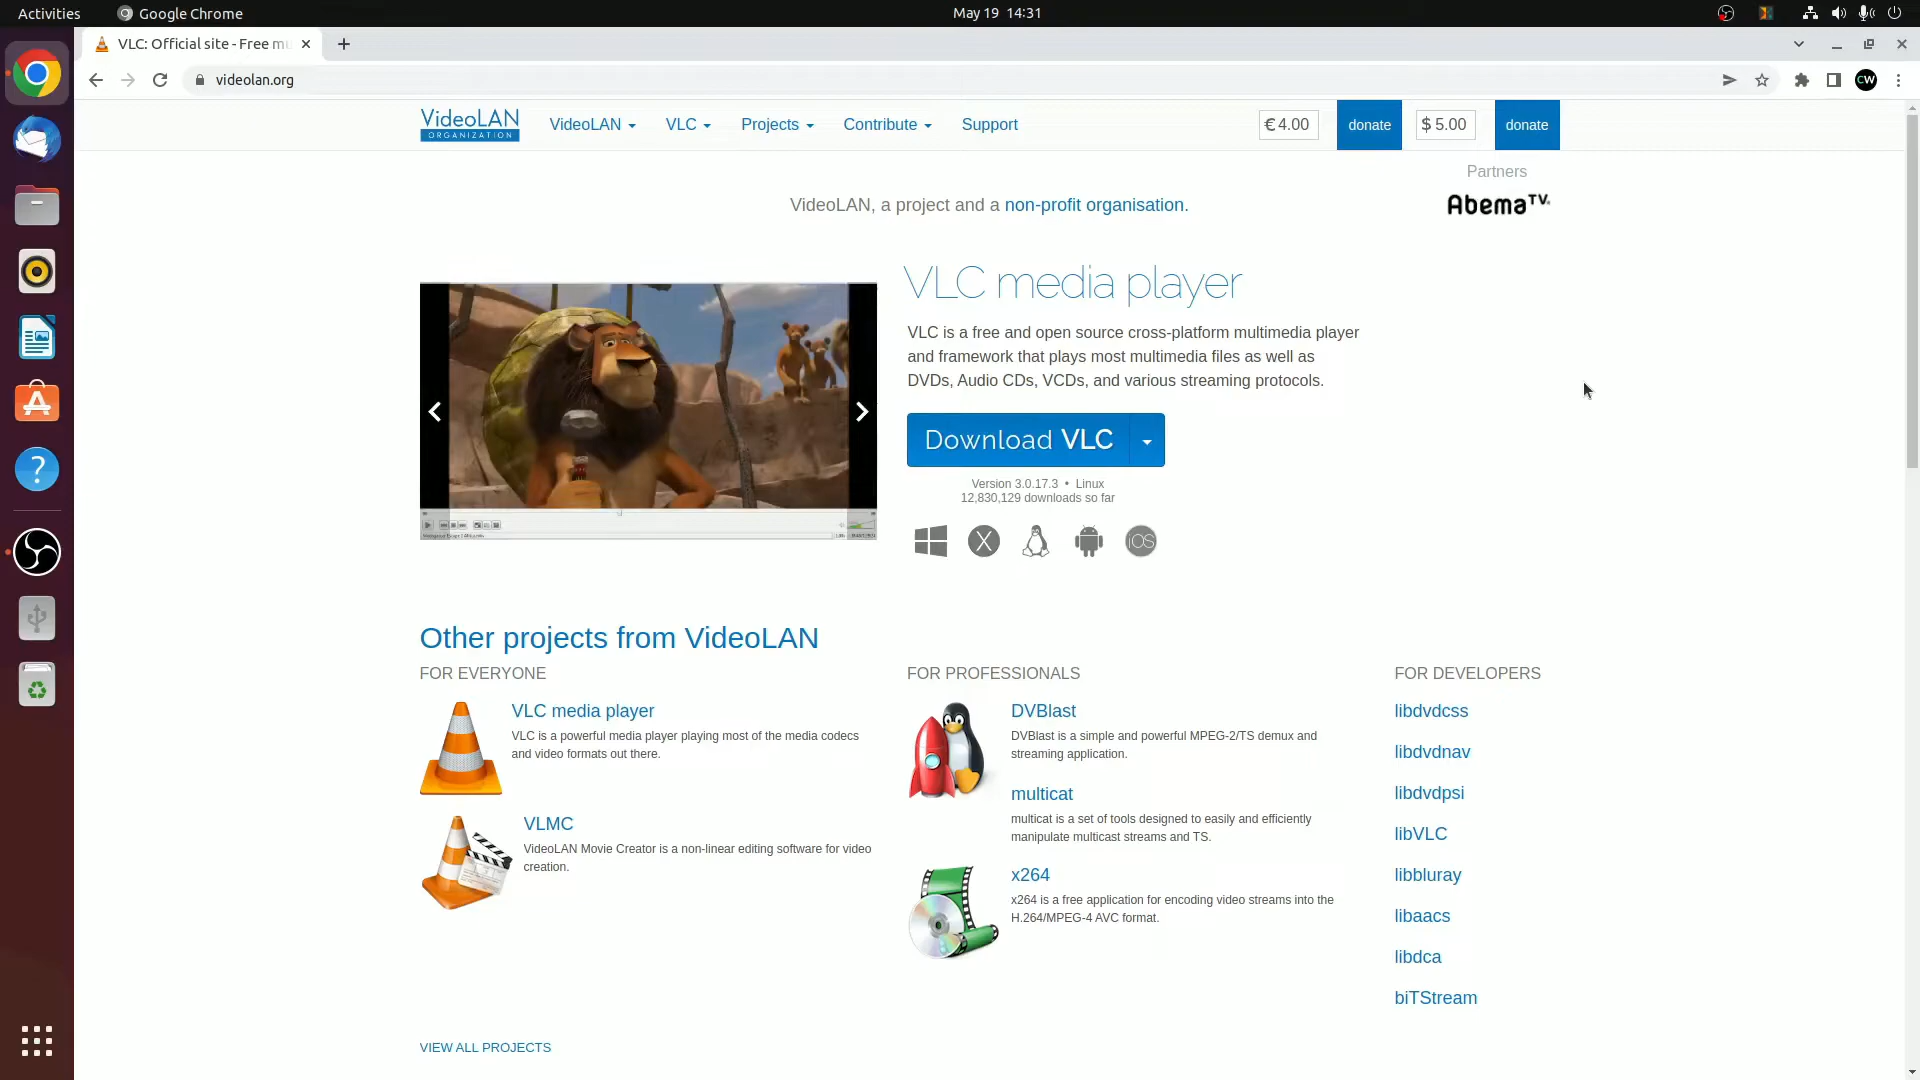 Activities
Google Chrome
May 19 14:31
VLC: Official site - Free mu
videolan.org
CW
VideoLAN
ORGANIZATION
VideoLAN
VLC
Projects
Contribute
Support
€ 4.00
donate
$ 5.00
donate
Partners
AbemaTV
VideoLAN, a project and a non-profit organisation.
VLC media player
VLC is a free and open source cross-platform multimedia player
and framework that plays most multimedia files as well as
DVDs, Audio CDs, VCDs, and various streaming protocols.
Download VLC
Version 3.0.17.3 • Linux
12,830,129 downloads so far
X
iOS
Other projects from VideoLAN
FOR EVERYONE
VLC media player
VLC is a powerful media player playing most of the media codecs
and video formats out there.
VLMC
VideoLAN Movie Creator is a non-linear editing software for video
creation.
FOR PROFESSIONALS
DVBlast
DVBlast is a simple and powerful MPEG-2/TS demux and
streaming application.
multicat
multicat is a set of tools designed to easily and efficiently
manipulate multicast streams and TS.
x264
x264 is a free application for encoding video streams into the
H.264/MPEG-4 AVC format.
FOR DEVELOPERS
libdvdcss
libdvdnav
libdvdpsi
libVLC
libbluray
libaacs
libdca
biTStream
VIEW ALL PROJECTS